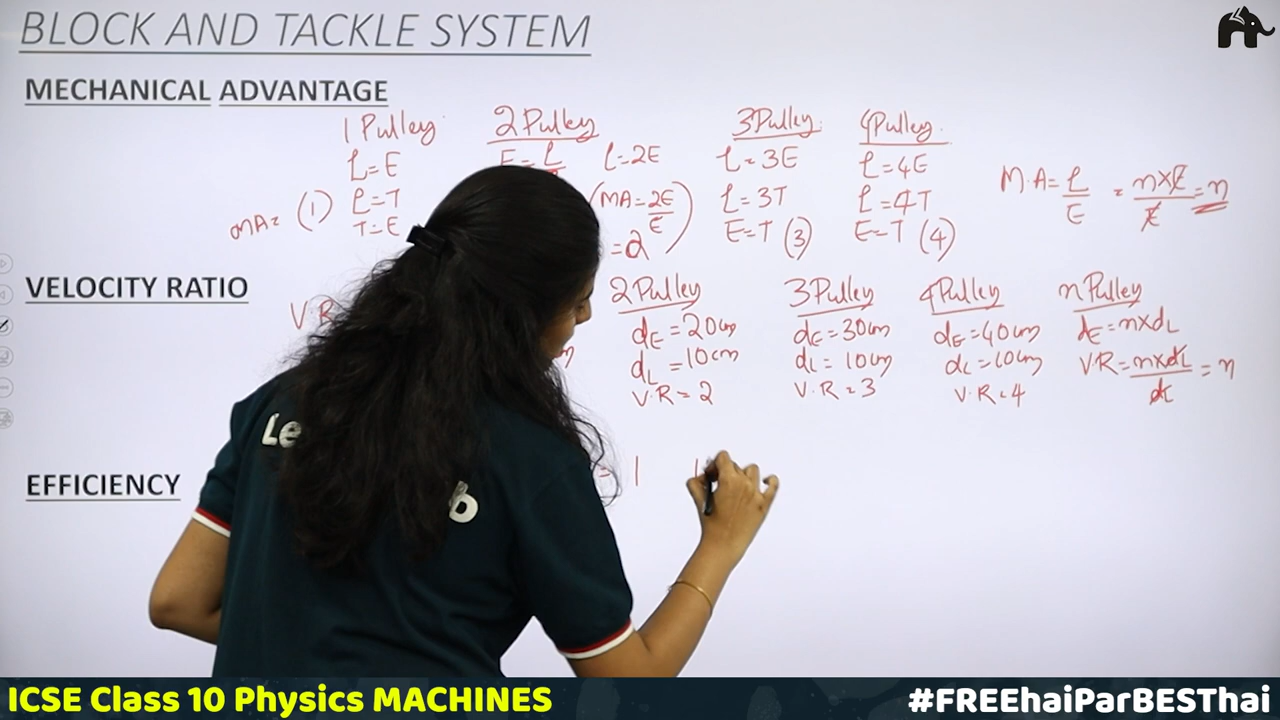 BLOCK AND TACKLE SYSTEM
MECHANICAL ADVANTAGE
1 Pulley
L=E
L=T
T=E
MA= (1)
2 Pulley
E=L
L=2E
(MA=2E/E)
=2
3 Pulley
L=3E
L=3T
E=T (3)
4 Pulley
L=4E
L=4T
E=T (4)
M.A=L/E =n×E/E=n
VELOCITY RATIO
V.R
2 Pulley
dE=20cm
dL=10cm
V.R=2
3 Pulley
dE=30cm
dL=10cm
V.R=3
4 Pulley
dE=40cm
dL=10cm
V.R=4
n Pulley
dE=n×dL
V.R=n×dL/dL=n
EFFICIENCY
= 1
Le
b
ICSE Class 10 Physics MACHINES
#FREEhaiParBESThai